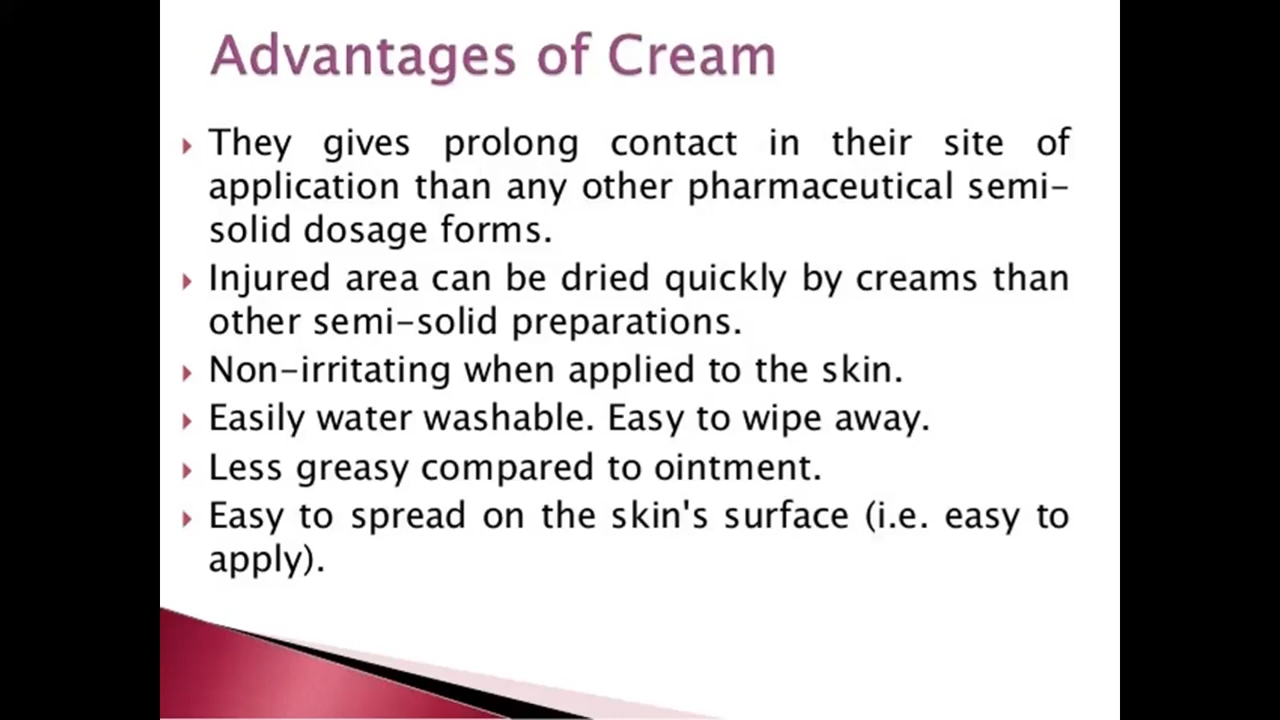 Advantages of Cream
They gives prolong contact in their site of
application than any other pharmaceutical semi-
solid dosage forms.
Injured area can be dried quickly by creams than
other semi-solid preparations.
Non-irritating when applied to the skin.
Easily water washable. Easy to wipe away.
Less greasy compared to ointment.
Easy to spread on the skin's surface (i.e. easy to
apply).